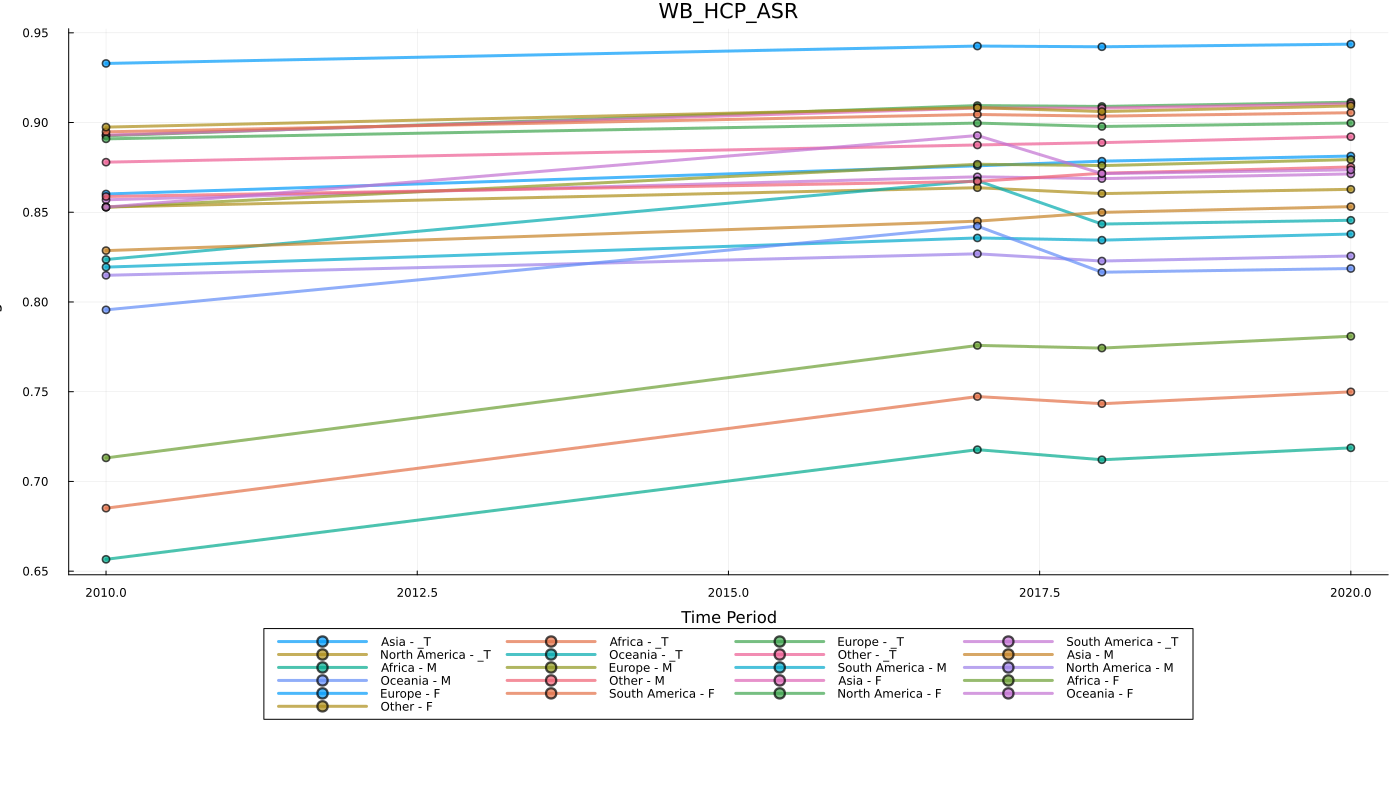 WB_HCP_ASR
0.95
0.90
0.85
0.80
0.75
0.70
0.65
2010.0 2012.5 2015.0 2017.5 2020.0
Time Period
Asia - _T Africa - _T Europe - _T South America - _T
North America - _T Oceania - _T Other - _T Asia - M
Africa - M Europe - M South America - M North America - M
Oceania - M Other - M Asia - F Africa - F
Europe - F South America - F North America - F Oceania - F
Other - F